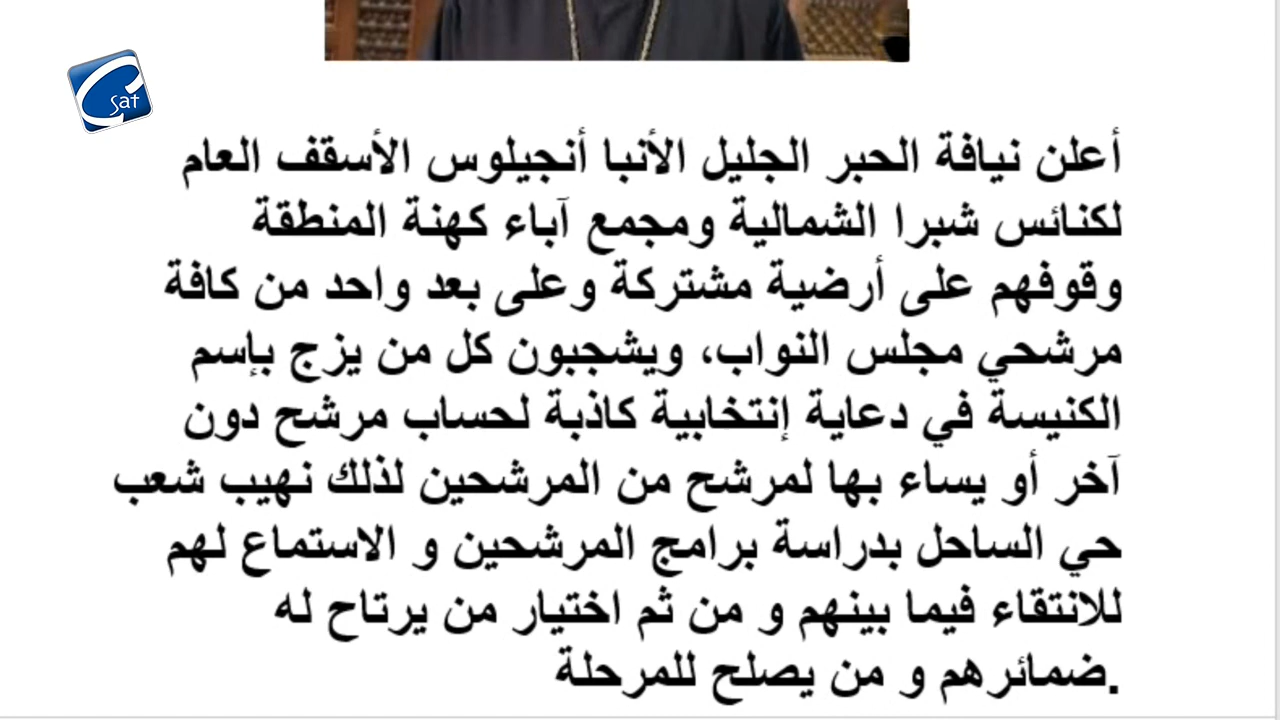 Sat
أعلن نيافة الحبر الجليل الأنبا أنجيلوس الأسقف العام
لكنائس شبرا الشمالية ومجمع آباء كهنة المنطقة
وقوفهم على أرضية مشتركة وعلى بعد واحد من كافة
مرشحي مجلس النواب، ويشجبون كل من يزج بإسم
الكنيسة في دعاية إنتخابية كاذبة لحساب مرشح دون
آخر أو يساء بها لمرشح من المرشحين لذلك نهيب شعب
حي الساحل بدراسة برامج المرشحين و الاستماع لهم
للانتقاء فيما بينهم و من ثم اختيار من يرتاح له
.ضمائرهم و من يصلح للمرحلة